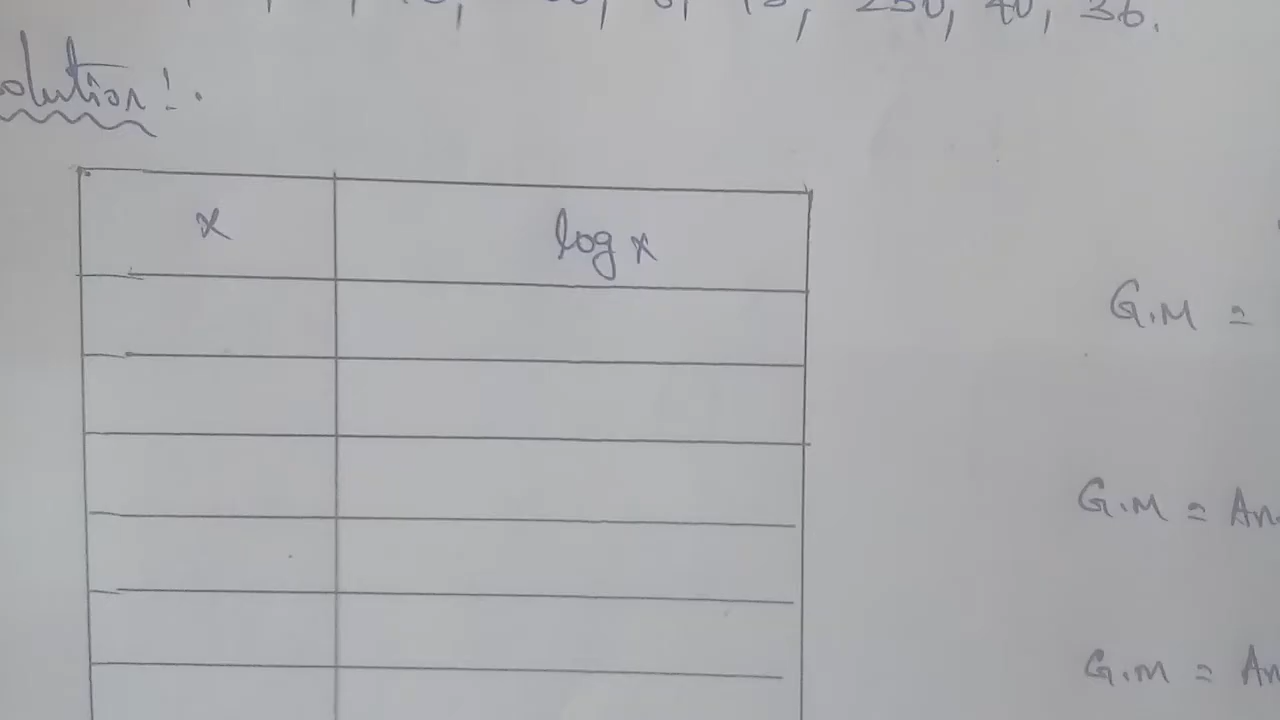 250, 40, 36.
solution :.
x log x
G.M =
G.M = An
G.M = An